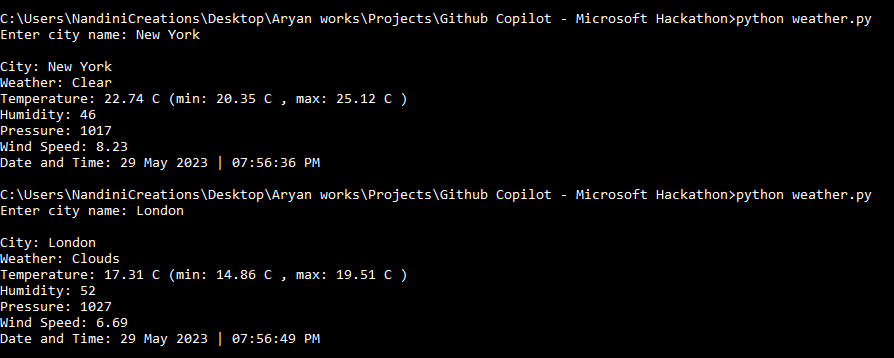 C:\Users\NandiniCreations\Desktop\Aryan works\Projects\Github Copilot - Microsoft Hackathon>python weather.py
Enter city name: New York
City: New York
Weather: Clear
Temperature: 22.74 C (min: 20.35 C , max: 25.12 C )
Humidity: 46
Pressure: 1017
Wind Speed: 8.23
Date and Time: 29 May 2023 | 07:56:36 PM
C:\Users\NandiniCreations\Desktop\Aryan works\Projects\Github Copilot - Microsoft Hackathon>python weather.py
Enter city name: London
City: London
Weather: Clouds
Temperature: 17.31 C (min: 14.86 C , max: 19.51 C )
Humidity: 52
Pressure: 1027
Wind Speed: 6.69
Date and Time: 29 May 2023 | 07:56:49 PM